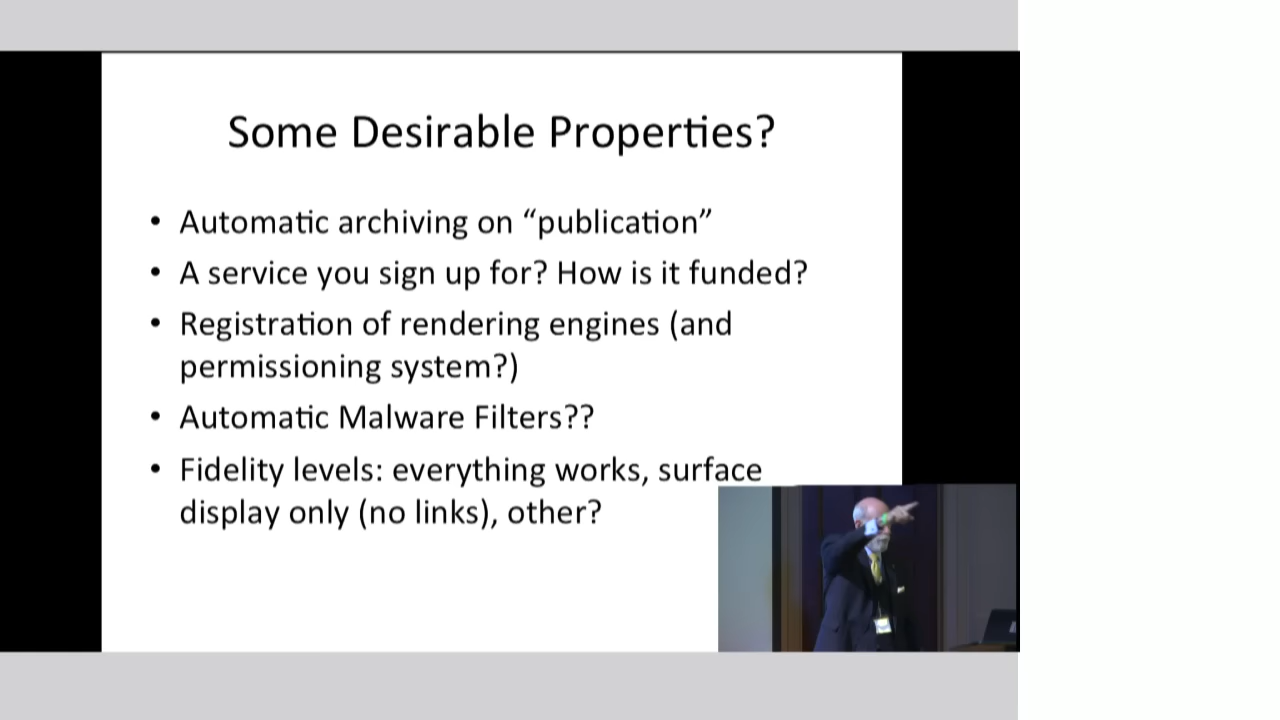 Some Desirable Properties?
• Automatic archiving on “publication”
• A service you sign up for? How is it funded?
• Registration of rendering engines (and
permissioning system?)
• Automatic Malware Filters??
• Fidelity levels: everything works, surface
display only (no links), other?